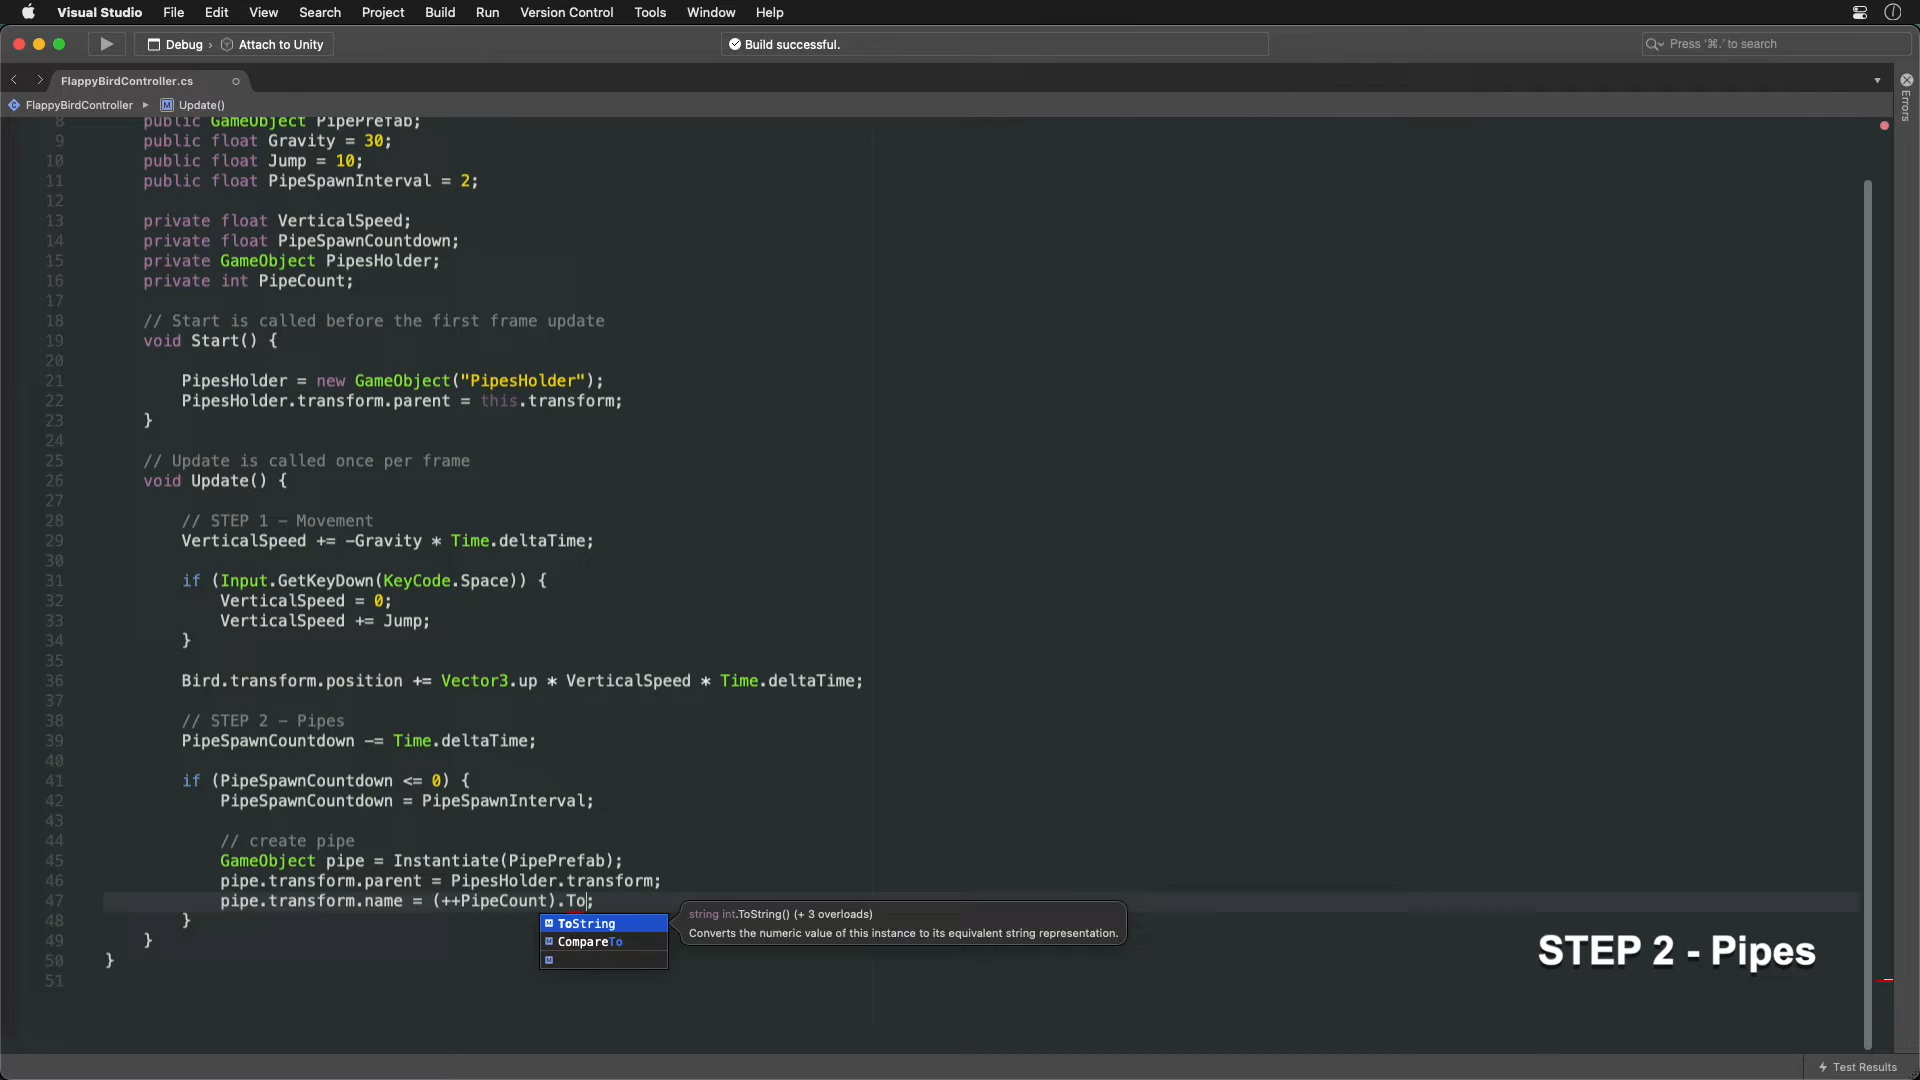 Visual Studio File Edit View Search Project Build Run Version Control Tools Window Help
Debug › Attach to Unity
Build successful.
Press '⌘.' to search
FlappyBirdController.cs
FlappyBirdController ▸ M Update()
Errors
8 public GameObject PipePrefab;
9 public float Gravity = 30;
10 public float Jump = 10;
11 public float PipeSpawnInterval = 2;
12
13 private float VerticalSpeed;
14 private float PipeSpawnCountdown;
15 private GameObject PipesHolder;
16 private int PipeCount;
17
18 // Start is called before the first frame update
19 void Start() {
20
21 PipesHolder = new GameObject("PipesHolder");
22 PipesHolder.transform.parent = this.transform;
23 }
24
25 // Update is called once per frame
26 void Update() {
27
28 // STEP 1 – Movement
29 VerticalSpeed += -Gravity * Time.deltaTime;
30
31 if (Input.GetKeyDown(KeyCode.Space)) {
32 VerticalSpeed = 0;
33 VerticalSpeed += Jump;
34 }
35
36 Bird.transform.position += Vector3.up * VerticalSpeed * Time.deltaTime;
37
38 // STEP 2 – Pipes
39 PipeSpawnCountdown -= Time.deltaTime;
40
41 if (PipeSpawnCountdown <= 0) {
42 PipeSpawnCountdown = PipeSpawnInterval;
43
44 // create pipe
45 GameObject pipe = Instantiate(PipePrefab);
46 pipe.transform.parent = PipesHolder.transform;
47 pipe.transform.name = (++PipeCount).To;
48 }
49 }
50 }
51
M ToString
M CompareTo
M
string int.ToString() (+ 3 overloads)
Converts the numeric value of this instance to its equivalent string representation.
STEP 2 - Pipes
Test Results